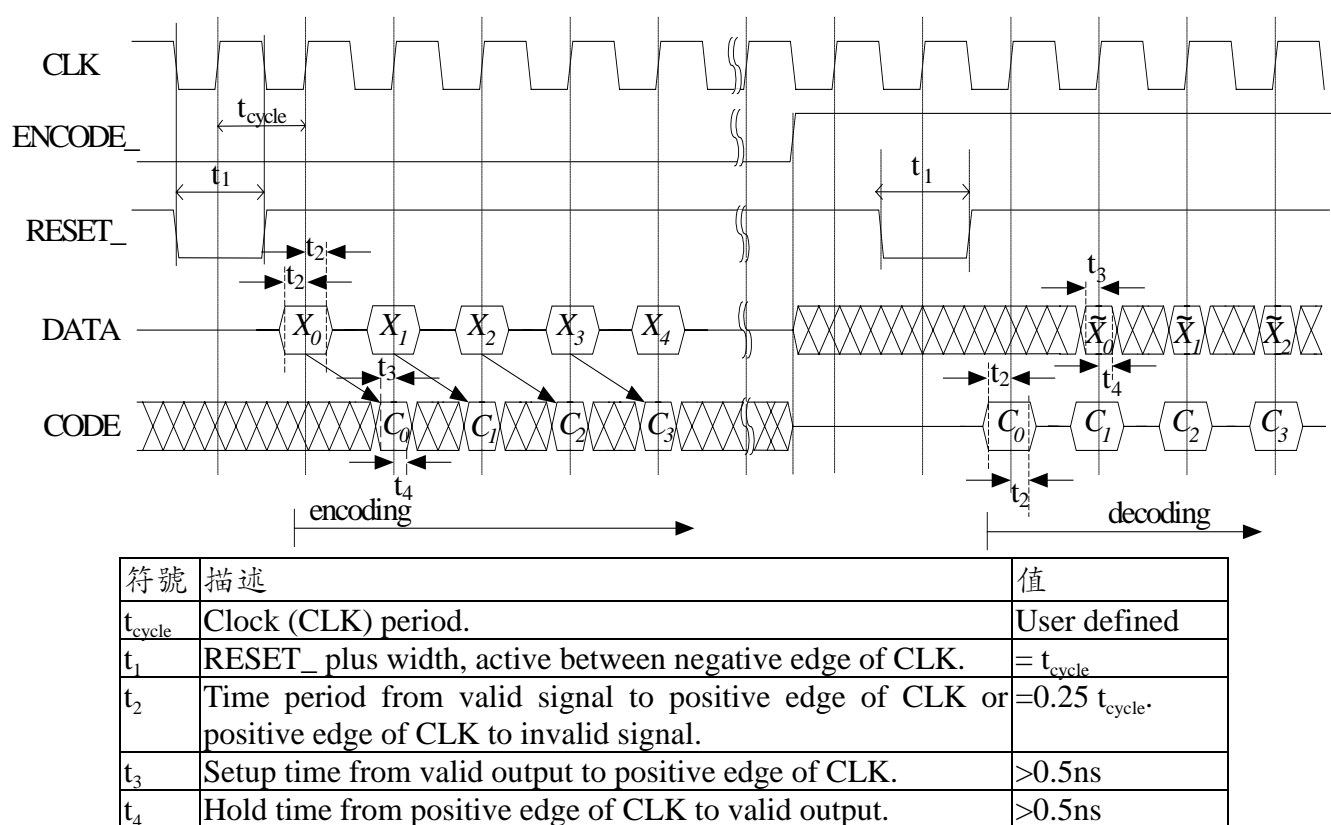 CLK
t_cycle
ENCODE_
t₁ t₁
RESET_
t₂
t₂ t₃
DATA X₀ X₁ X₂ X₃ X₄ X̃₀ X̃₁ X̃₂
t₃ t₂ t₄
CODE C₀ C₁ C₂ C₃ C₀ C₁ C₂ C₃
t₄ t₂
encoding decoding
符號 描述 值
t_cycle Clock (CLK) period. User defined
t₁ RESET_ plus width, active between negative edge of CLK. = t_cycle
t₂ Time period from valid signal to positive edge of CLK or =0.25 t_cycle.
positive edge of CLK to invalid signal.
t₃ Setup time from valid output to positive edge of CLK. >0.5ns
t₄ Hold time from positive edge of CLK to valid output. >0.5ns